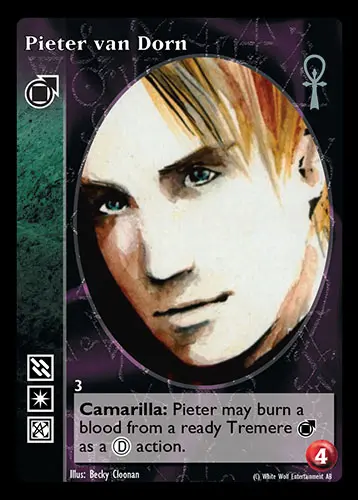 Pieter van Dorn
3
Camarilla: Pieter may burn a
blood from a ready Tremere
as a D action.
4
Illus: Becky Cloonan
(C) White Wolf Entertainment AB